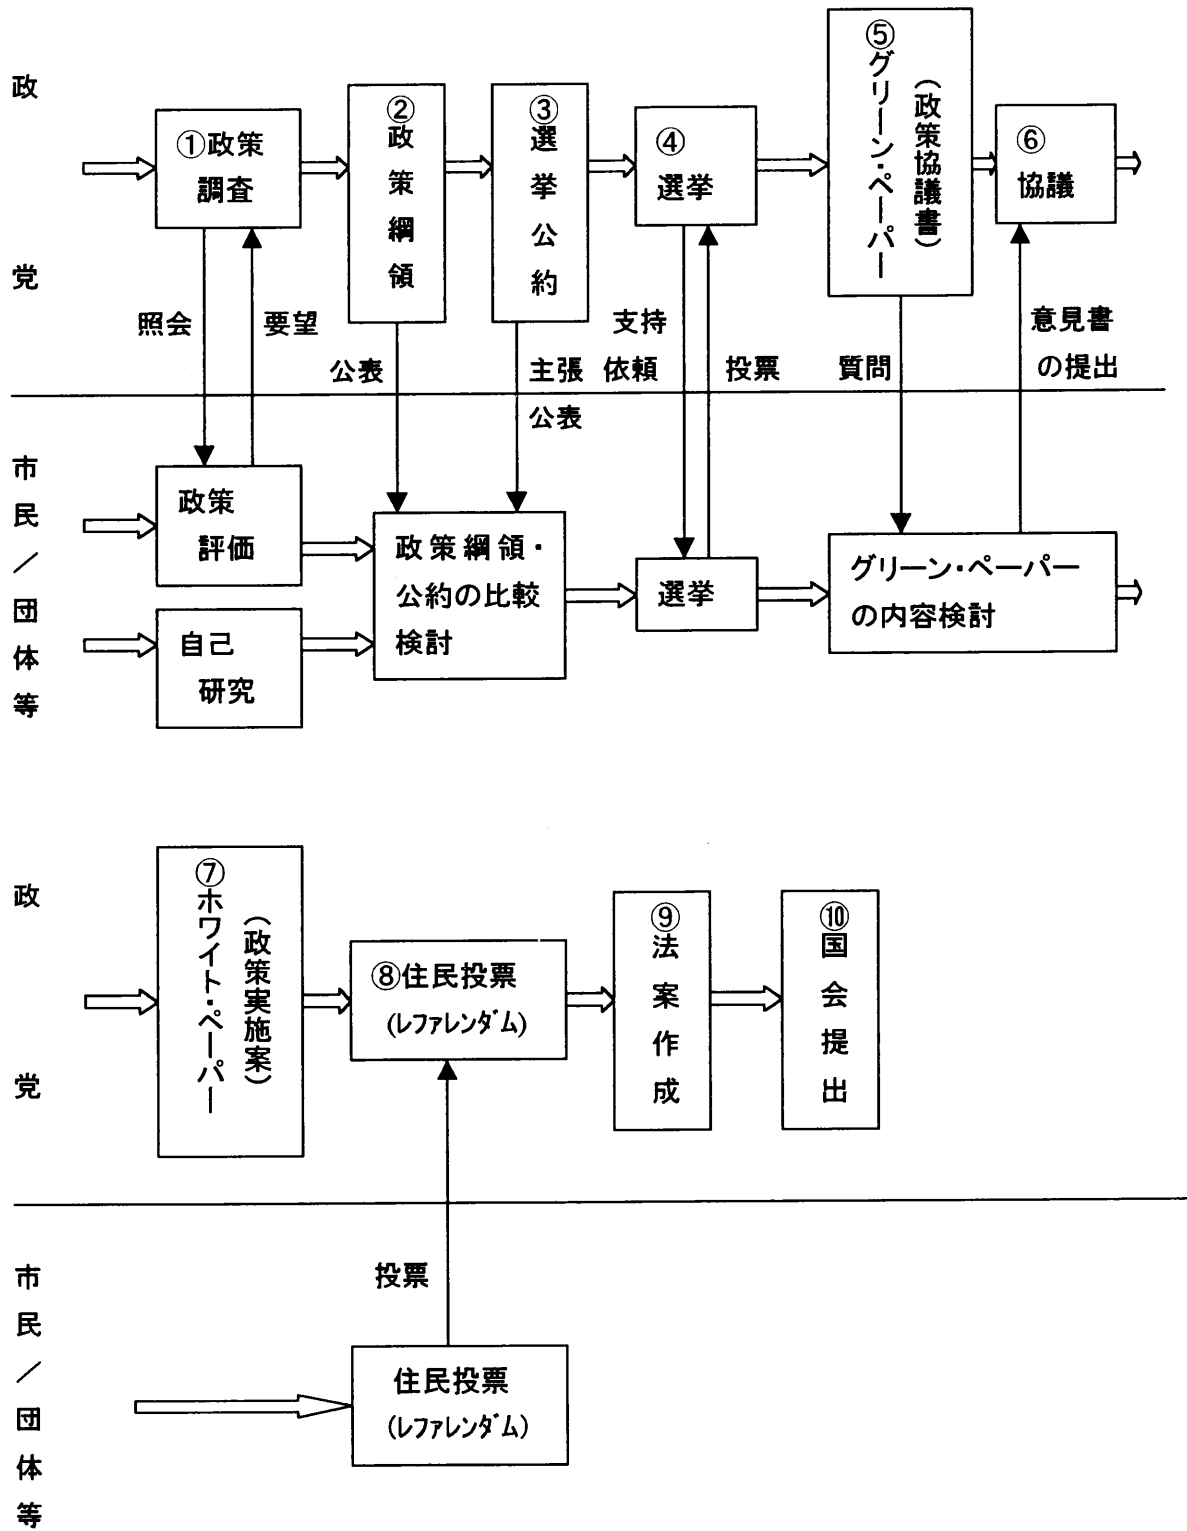 政党
①政策
調査
②政策綱領
③選挙公約
④
選挙
⑤グリーン・ペーパー
（政策協議書）
⑥
協議
照会
要望
公表
主張
公表
支持
依頼
投票
質問
意見書
の提出
市民／団体等
政策
評価
自己
研究
政策綱領・
公約の比較
検討
選挙
グリーン・ペーパー
の内容検討
政党
⑦ホワイト・ペーパー
（政策実施案）
⑧住民投票
(レファレンダム)
⑨法案作成
⑩国会提出
投票
市民／団体等
住民投票
(レファレンダム)